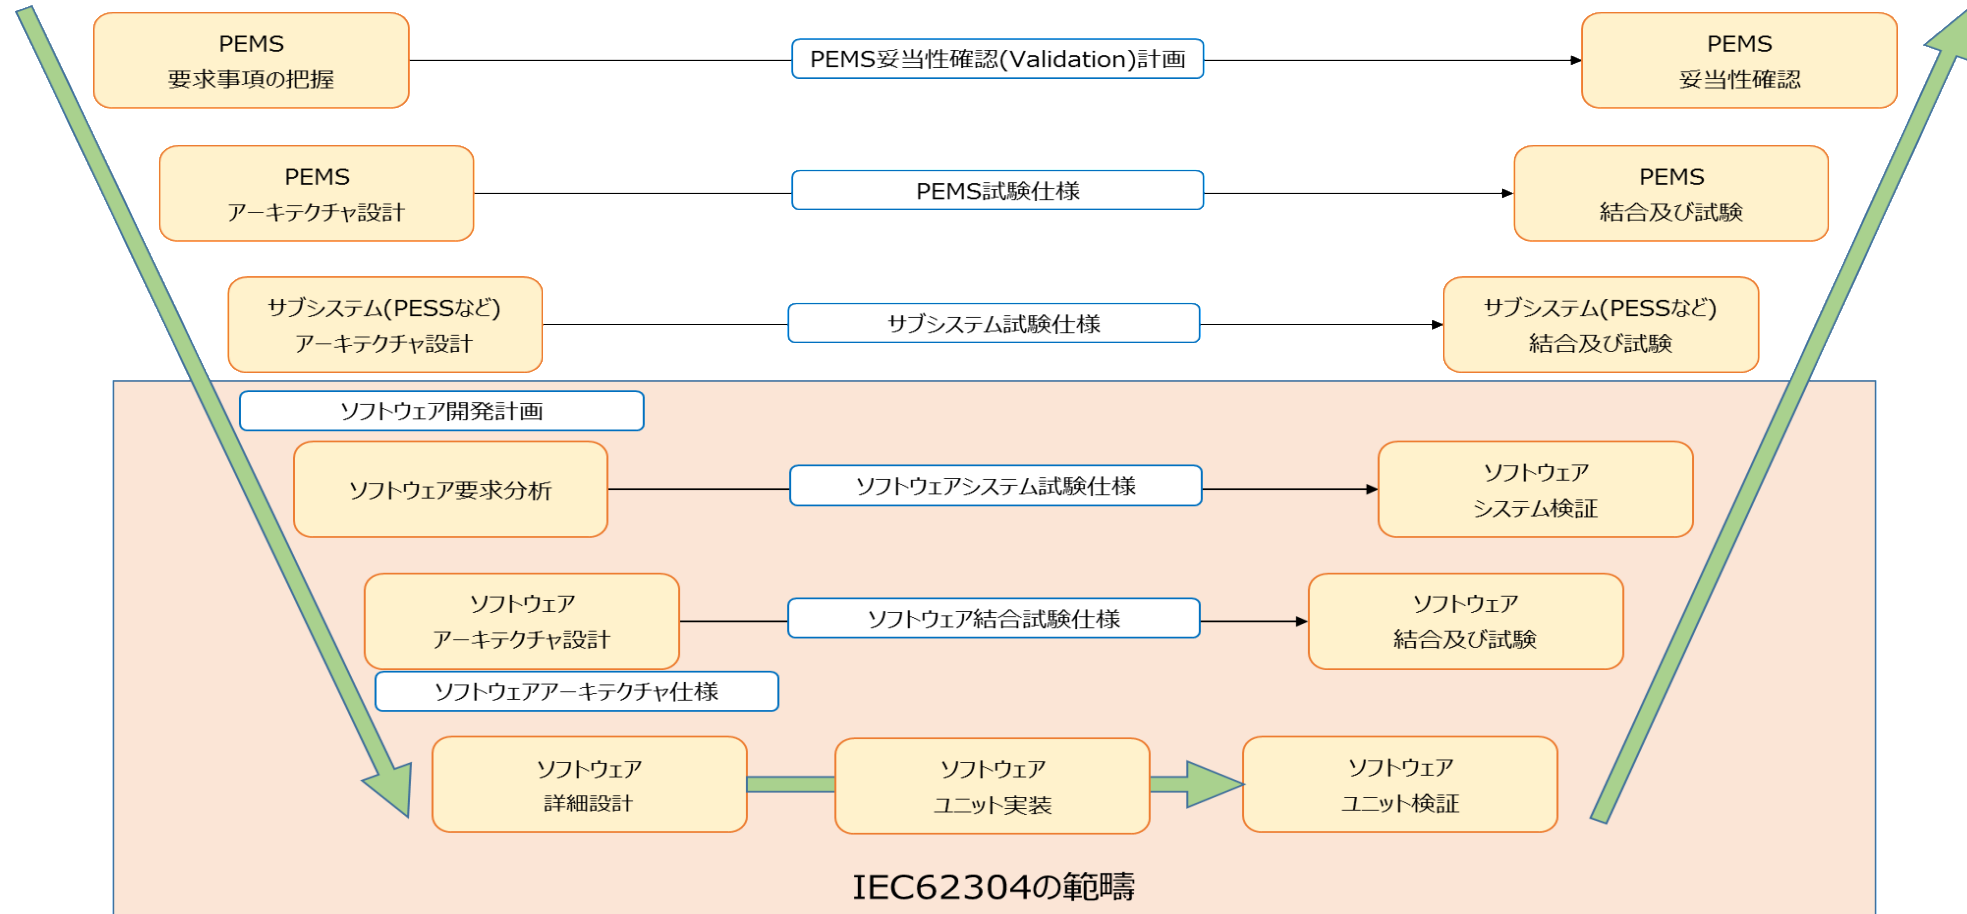 PEMS
要求事項の把握
PEMS妥当性確認(Validation)計画
PEMS
妥当性確認
PEMS
アーキテクチャ設計
PEMS試験仕様
PEMS
結合及び試験
サブシステム(PESSなど)
アーキテクチャ設計
サブシステム試験仕様
サブシステム(PESSなど)
結合及び試験
ソフトウェア開発計画
ソフトウェア要求分析
ソフトウェアシステム試験仕様
ソフトウェア
システム検証
ソフトウェア
アーキテクチャ設計
ソフトウェア結合試験仕様
ソフトウェア
結合及び試験
ソフトウェアアーキテクチャ仕様
ソフトウェア
詳細設計
ソフトウェア
ユニット実装
ソフトウェア
ユニット検証
IEC62304の範疇